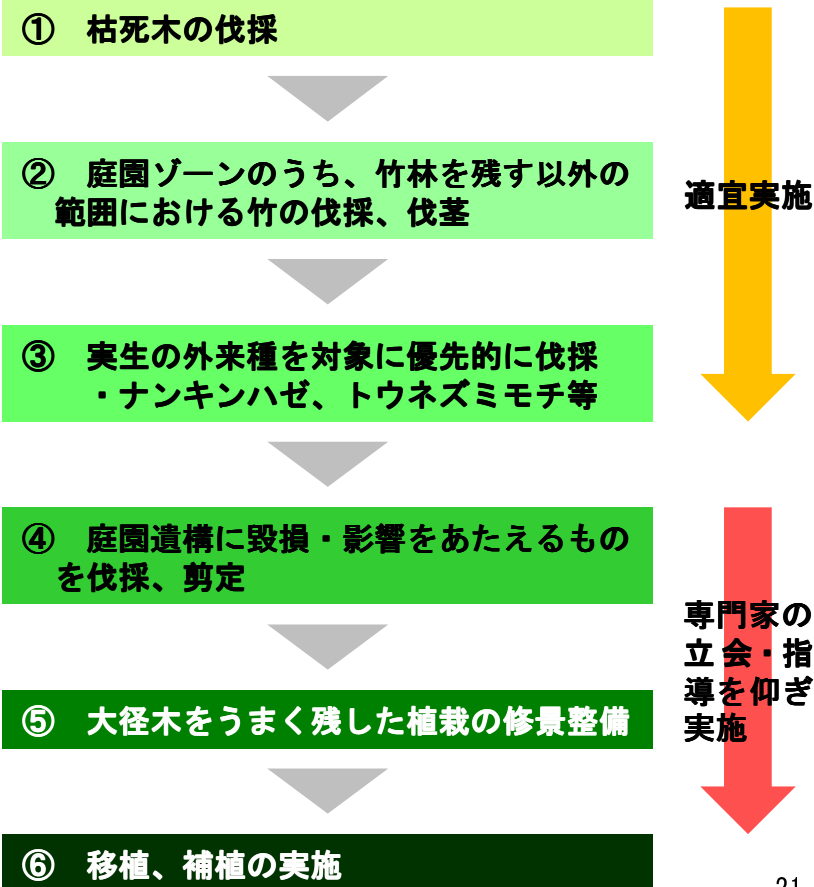 ① 枯死木の伐採
② 庭園ゾーンのうち、竹林を残す以外の
範囲における竹の伐採、伐茎
③ 実生の外来種を対象に優先的に伐採
・ナンキンハゼ、トウネズミモチ等
適宜実施
④ 庭園遺構に毀損・影響をあたえるもの
を伐採、剪定
⑤ 大径木をうまく残した植栽の修景整備
⑥ 移植、補植の実施
専門家の
立会・指
導を仰ぎ
実施
21